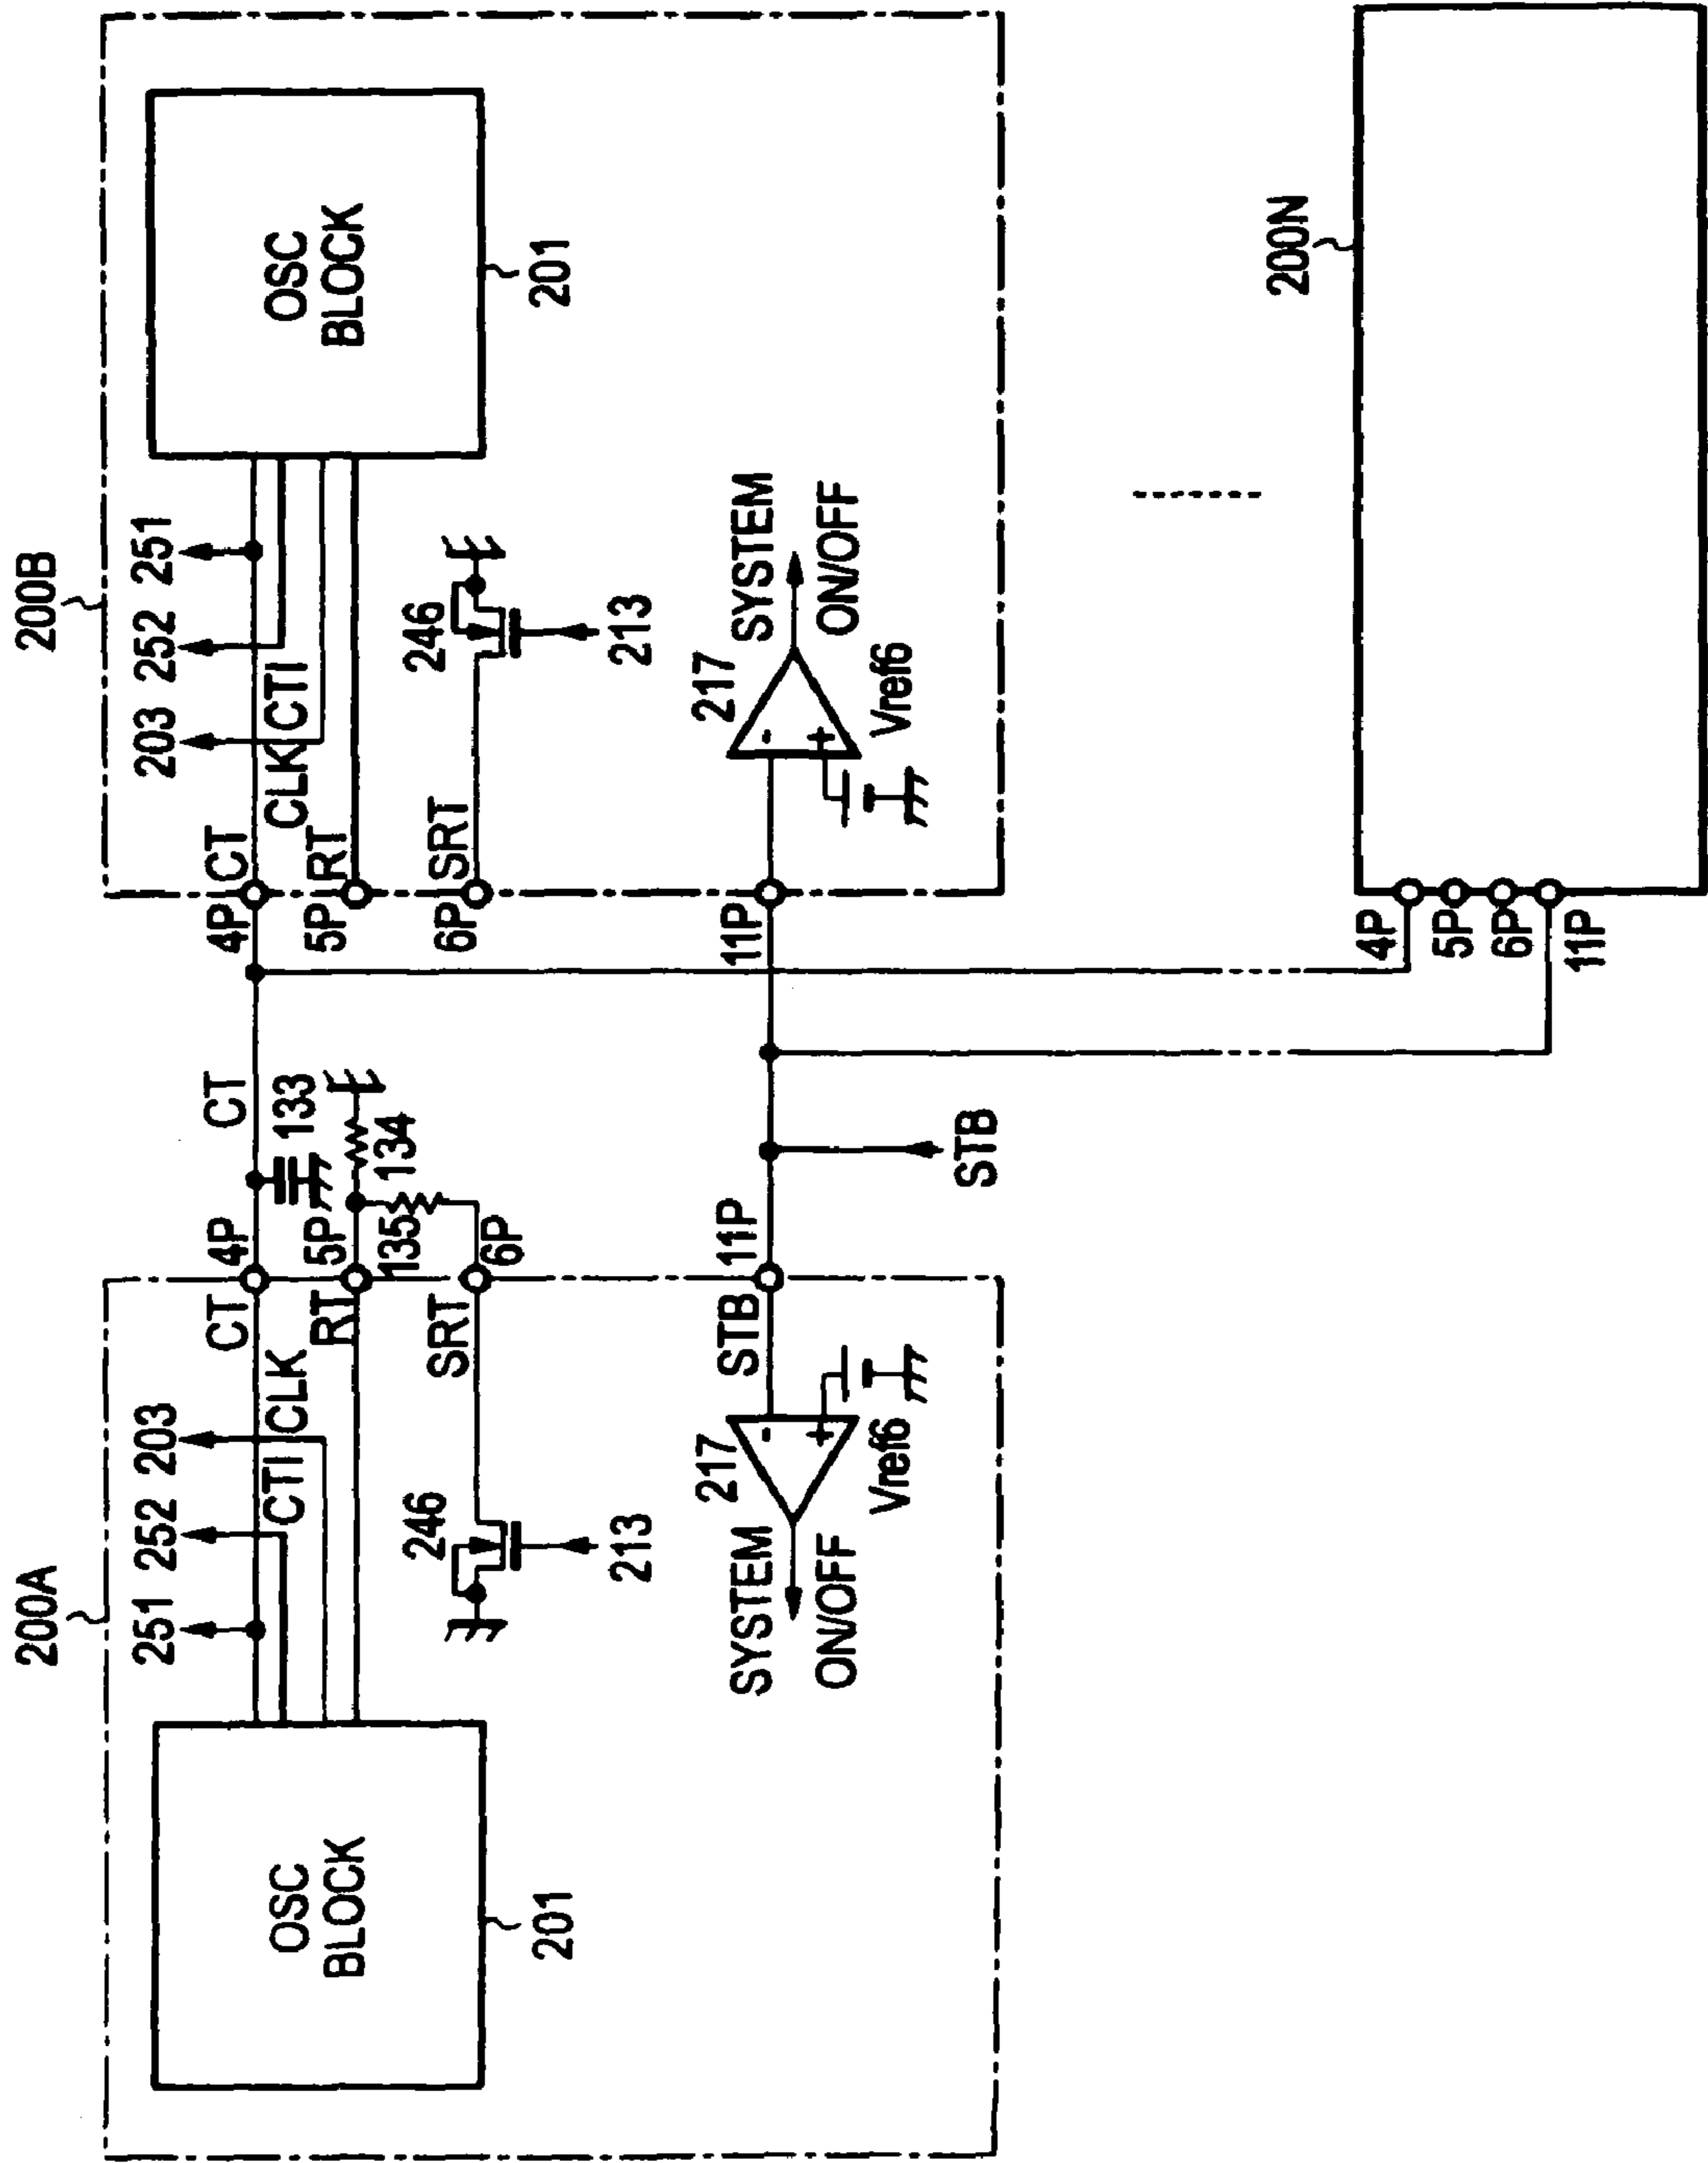 200A
251
252
203
CTI
CLK
CT
4P
CT
133
RT
5P
134
135
OSC
BLOCK
201
246
213
SRT
6P
217
SYSTEM
ON/OFF
Vref6
STB
11P
STB
200B
4P
CT
203
252
251
CLK
CTI
5P
RT
OSC
BLOCK
201
6P
SRT
246
213
11P
217
SYSTEM
ON/OFF
Vref6
200N
4P
5P
6P
11P